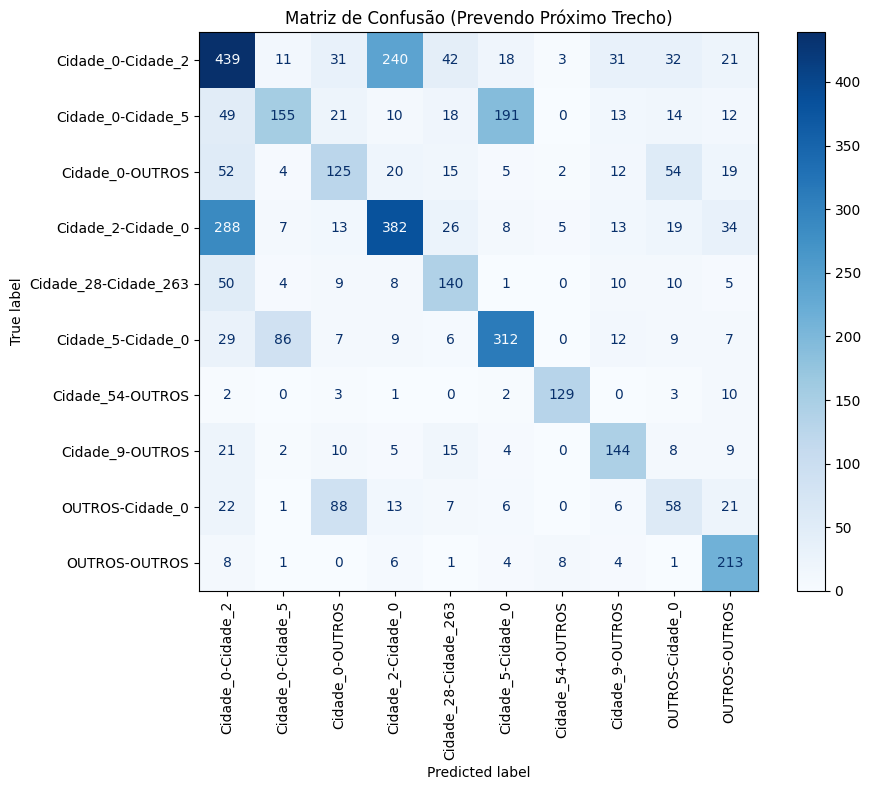 Matriz de Confusão (Prevendo Próximo Trecho)
True label
Cidade_0-Cidade_2 439 11 31 240 42 18 3 31 32 21
Cidade_0-Cidade_5 49 155 21 10 18 191 0 13 14 12
Cidade_0-OUTROS 52 4 125 20 15 5 2 12 54 19
Cidade_2-Cidade_0 288 7 13 382 26 8 5 13 19 34
Cidade_28-Cidade_263 50 4 9 8 140 1 0 10 10 5
Cidade_5-Cidade_0 29 86 7 9 6 312 0 12 9 7
Cidade_54-OUTROS 2 0 3 1 0 2 129 0 3 10
Cidade_9-OUTROS 21 2 10 5 15 4 0 144 8 9
OUTROS-Cidade_0 22 1 88 13 7 6 0 6 58 21
OUTROS-OUTROS 8 1 0 6 1 4 8 4 1 213
Cidade_0-Cidade_2
Cidade_0-Cidade_5
Cidade_0-OUTROS
Cidade_2-Cidade_0
Cidade_28-Cidade_263
Cidade_5-Cidade_0
Cidade_54-OUTROS
Cidade_9-OUTROS
OUTROS-Cidade_0
OUTROS-OUTROS
Predicted label
400
350
300
250
200
150
100
50
0